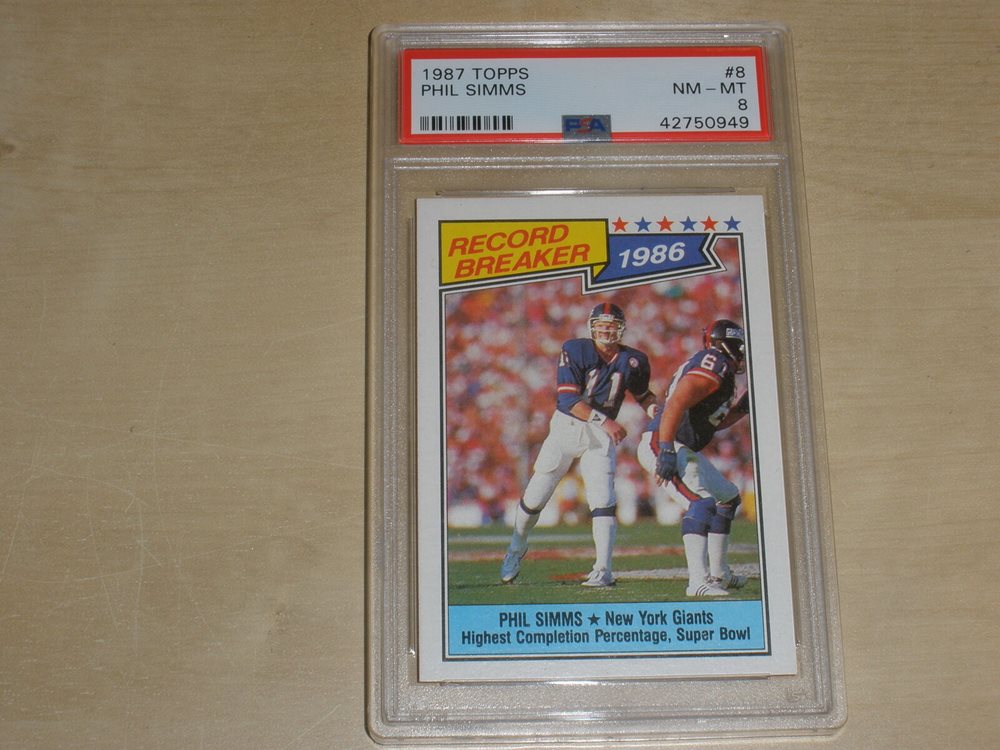 1987 TOPPS #8
PHIL SIMMS NM – MT
8
PSA 42750949
RECORD
BREAKER
1986
11
6
PHIL SIMMS ★ New York Giants
Highest Completion Percentage, Super Bowl